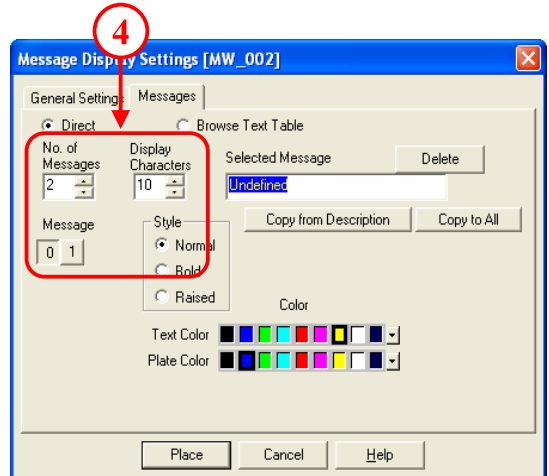 4
Message Display Settings [MW_002]
General Settings Messages
Direct Browse Text Table
No. of Messages Display Characters Selected Message Delete
2 10 Undefined
Message Style Copy from Description Copy to All
0 1 Normal
Bold
Raised Color
Text Color
Plate Color
Place Cancel Help